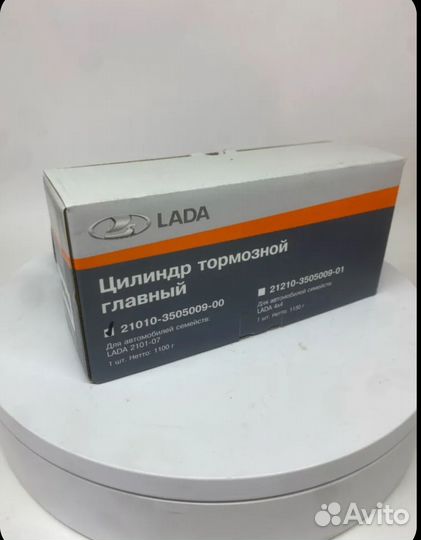 LADA
Цилиндр тормозной
главный
21010-3505009-00
Для автомобилей семейств:
LADA 2101-07
1 шт. Нетто: 1100 г
21210-3505009-01
Для автомобилей семейств:
LADA 4x4
1 шт. Нетто: 1150 г
Avito